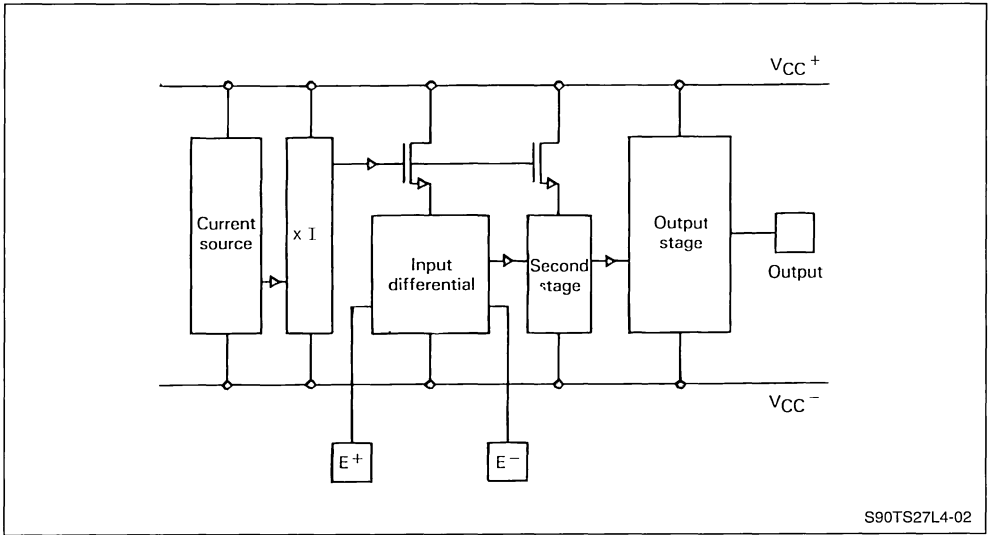 VCC+
Current
source
x I
Input
differential
Second
stage
Output
stage
Output
VCC−
E+
E−
S90TS27L4-02